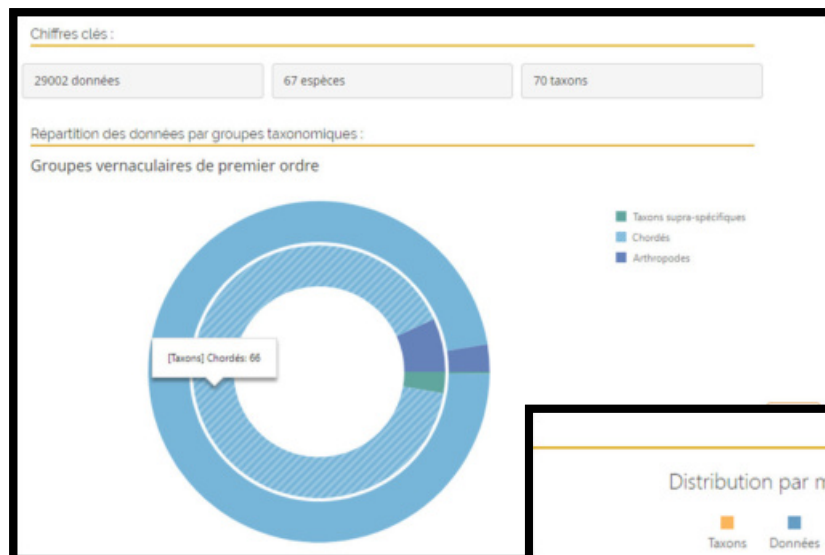 Chiffres clés :
29002 données
67 espèces
70 taxons
Répartition des données par groupes taxonomiques :
Groupes vernaculaires de premier ordre
Taxons supra-spécifiques
Chordés
Arthropodes
[Taxons] Chordés: 66
Distribution par m
Taxons Données